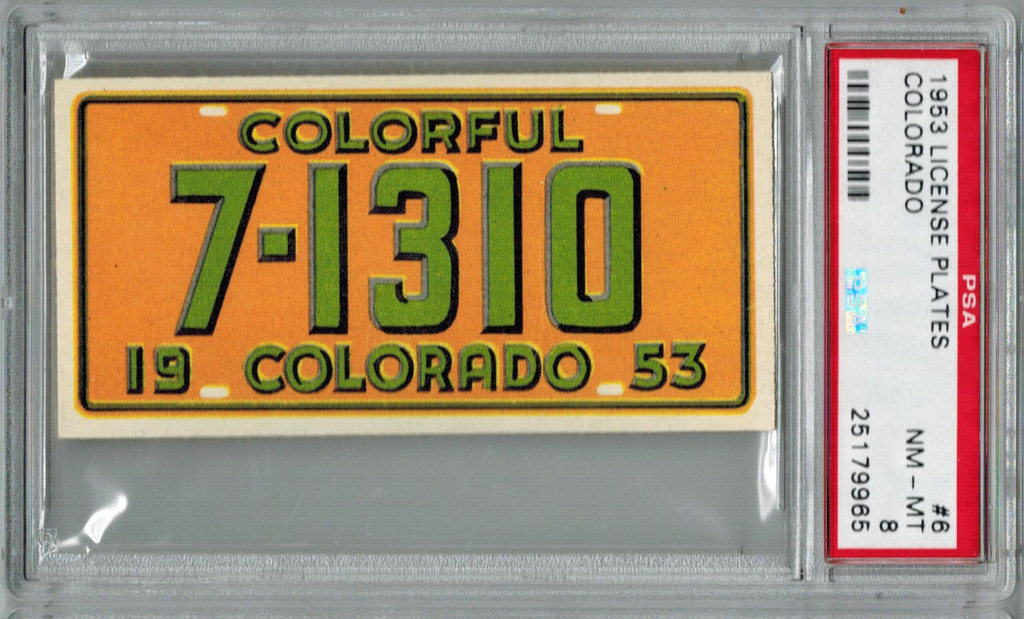 COLORFUL
7-1310
19 COLORADO 53
PSA
1953 LICENSE PLATES #6
COLORADO NM - MT
8
25179965